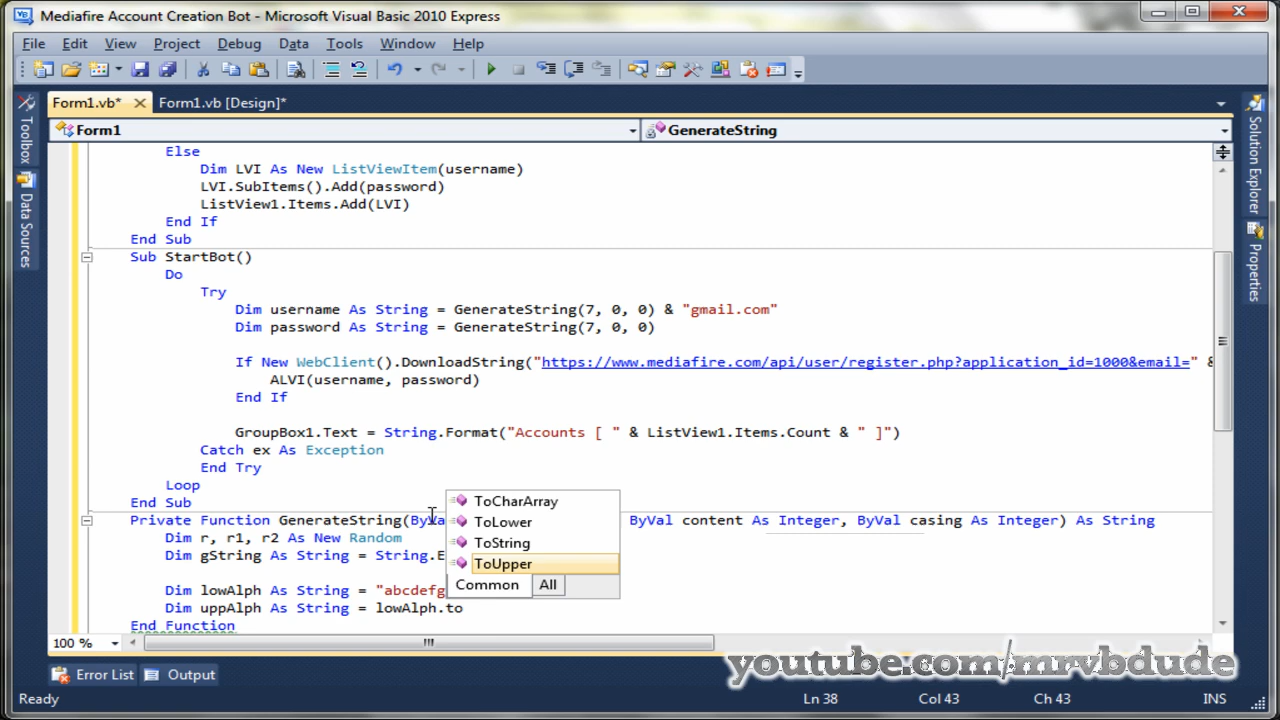 Mediafire Account Creation Bot - Microsoft Visual Basic 2010 Express
File Edit View Project Debug Data Tools Window Help
Form1.vb* Form1.vb [Design]*
Form1 GenerateString
Toolbox
Data Sources
Solution Explorer
Properties
Else
Dim LVI As New ListViewItem(username)
LVI.SubItems().Add(password)
ListView1.Items.Add(LVI)
End If
End Sub
Sub StartBot()
Do
Try
Dim username As String = GenerateString(7, 0, 0) & "gmail.com"
Dim password As String = GenerateString(7, 0, 0)
If New WebClient().DownloadString("https://www.mediafire.com/api/user/register.php?application_id=1000&email=" &
ALVI(username, password)
End If
GroupBox1.Text = String.Format("Accounts [ " & ListView1.Items.Count & " ]")
Catch ex As Exception
End Try
Loop
End Sub
Private Function GenerateString(ByVa ByVal content As Integer, ByVal casing As Integer) As String
Dim r, r1, r2 As New Random
Dim gString As String = String.E
Dim lowAlph As String = "abcdefg
Dim uppAlph As String = lowAlph.to
End Function
ToCharArray
ToLower
ToString
ToUpper
Common All
100 %
Error List Output
youtube.com/mrvbdude
Ready Ln 38 Col 43 Ch 43 INS